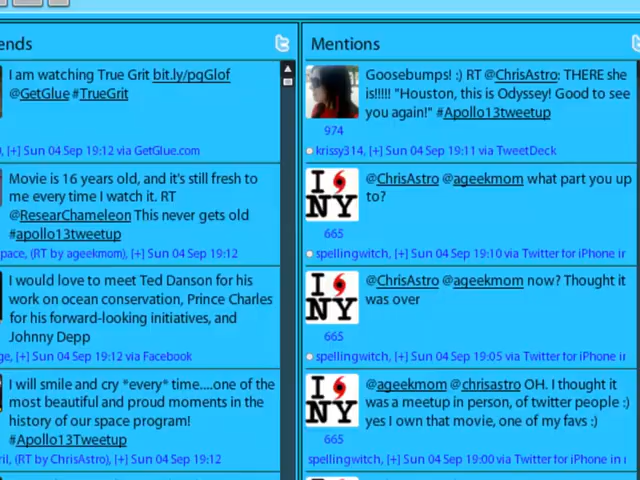 ends
I am watching True Grit bit.ly/pqGlof
@GetGlue #TrueGrit
, [+] Sun 04 Sep 19:12 via GetGlue.com
Movie is 16 years old, and it's still fresh to
me every time I watch it. RT
@ResearChameleon This never gets old
#apollo13tweetup
pace, (RT by ageekmom), [+] Sun 04 Sep 19:12
I would love to meet Ted Danson for his
work on ocean conservation, Prince Charles
for his forward-looking initiatives, and
Johnny Depp
ge, [+] Sun 04 Sep 19:12 via Facebook
I will smile and cry *every* time....one of the
most beautiful and proud moments in the
history of our space program!
#Apollo13Tweetup
ril, (RT by ChrisAstro), [+] Sun 04 Sep 19:12
Mentions
Goosebumps! :) RT @ChrisAstro: THERE she
is!!!!! "Houston, this is Odyssey! Good to see
you again!" #Apollo13tweetup
974
krissy314, [+] Sun 04 Sep 19:11 via TweetDeck
I NY
@ChrisAstro @ageekmom what part you up
to?
665
spellingwitch, [+] Sun 04 Sep 19:10 via Twitter for iPhone ir
I NY
@ChrisAstro @ageekmom now? Thought it
was over
665
spellingwitch, [+] Sun 04 Sep 19:05 via Twitter for iPhone ir
I NY
@ageekmom @chrisastro OH. I thought it
was a meetup in person, of twitter people :)
yes I own that movie, one of my favs :)
665
spellingwitch, [+] Sun 04 Sep 19:00 via Twitter for iPhone in